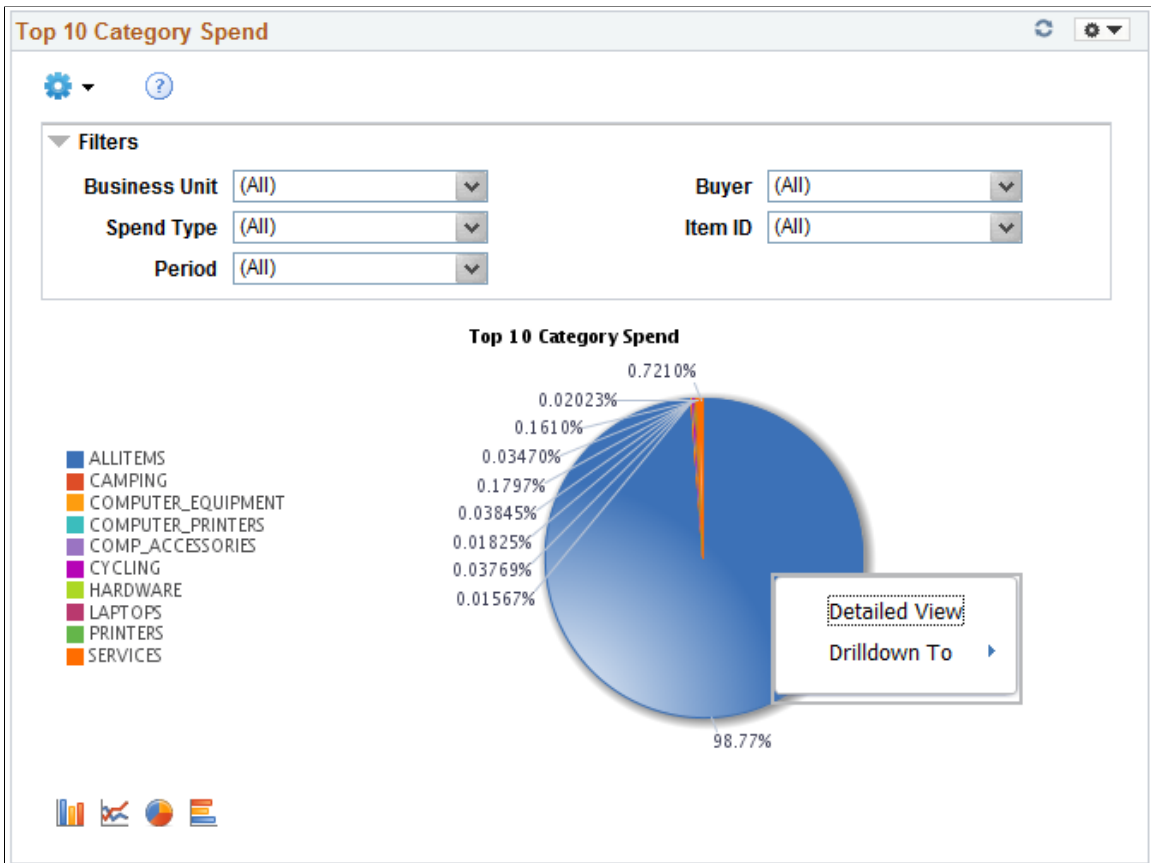 Top 10 Category Spend
?
Filters
Business Unit (All) Buyer (All)
Spend Type (All) Item ID (All)
Period (All)
Top 10 Category Spend
0.7210%
0.02023%
0.1610%
0.03470%
0.1797%
0.03845%
0.01825%
0.03769%
0.01567%
98.77%
ALLITEMS
CAMPING
COMPUTER_EQUIPMENT
COMPUTER_PRINTERS
COMP_ACCESSORIES
CYCLING
HARDWARE
LAPTOPS
PRINTERS
SERVICES
Detailed View
Drilldown To